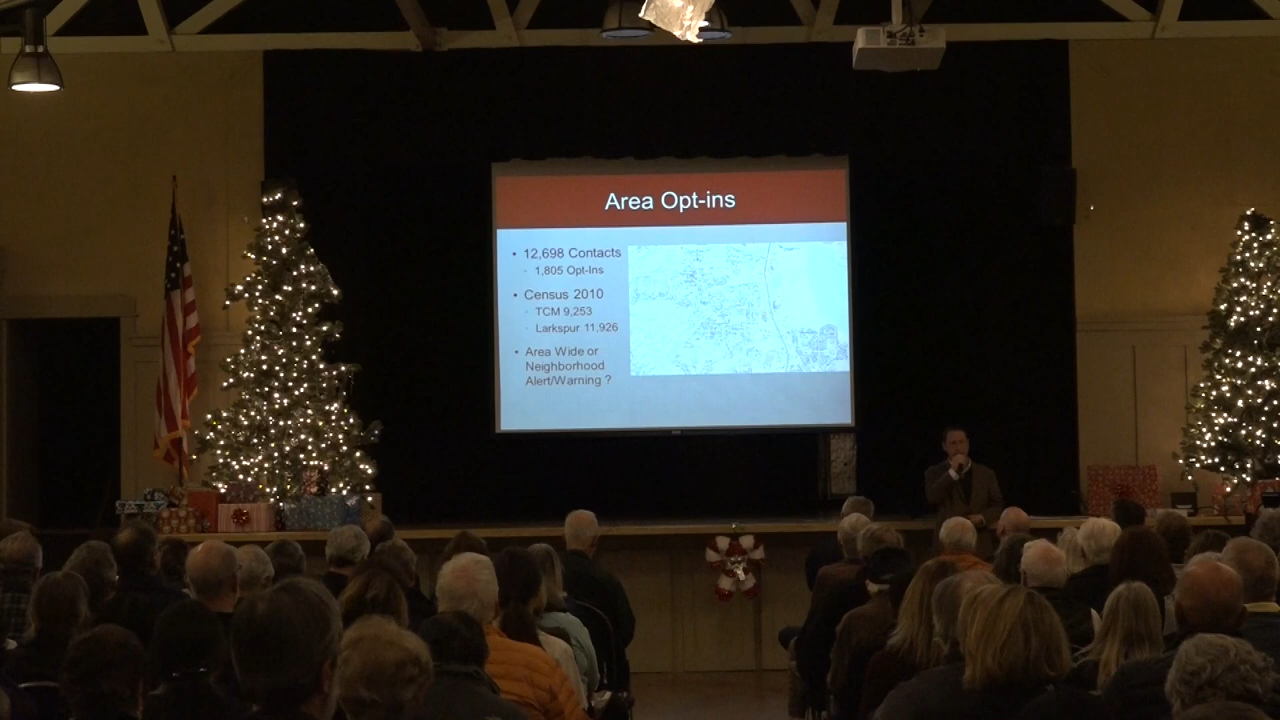 Area Opt-ins
• 12,698 Contacts
- 1,805 Opt-Ins
• Census 2010
- TCM 9,253
- Larkspur 11,926
• Area Wide or
Neighborhood
Alert/Warning ?